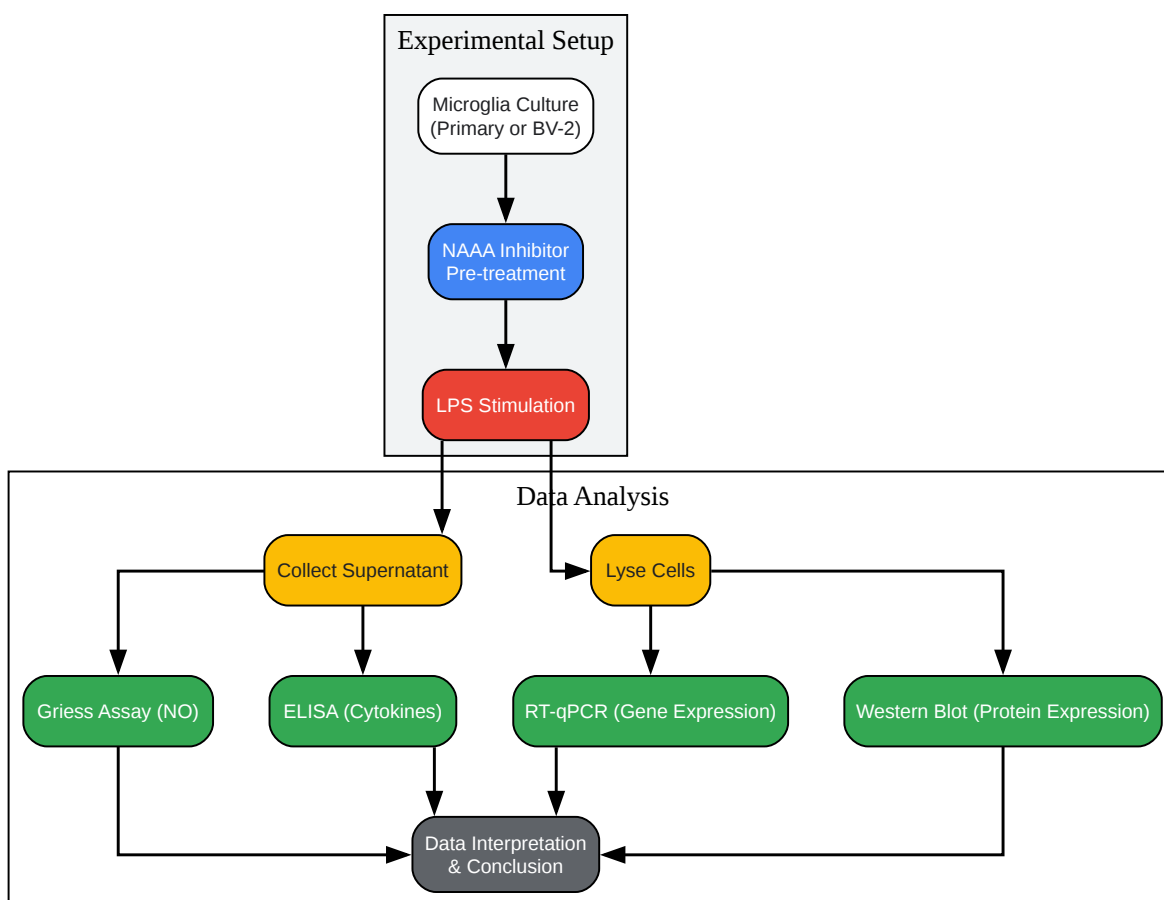 Experimental Setup
Microglia Culture
(Primary or BV-2)
NAAA Inhibitor
Pre-treatment
LPS Stimulation
Data Analysis
Collect Supernatant
Lyse Cells
Griess Assay (NO)
ELISA (Cytokines)
RT-qPCR (Gene Expression)
Western Blot (Protein Expression)
Data Interpretation
& Conclusion